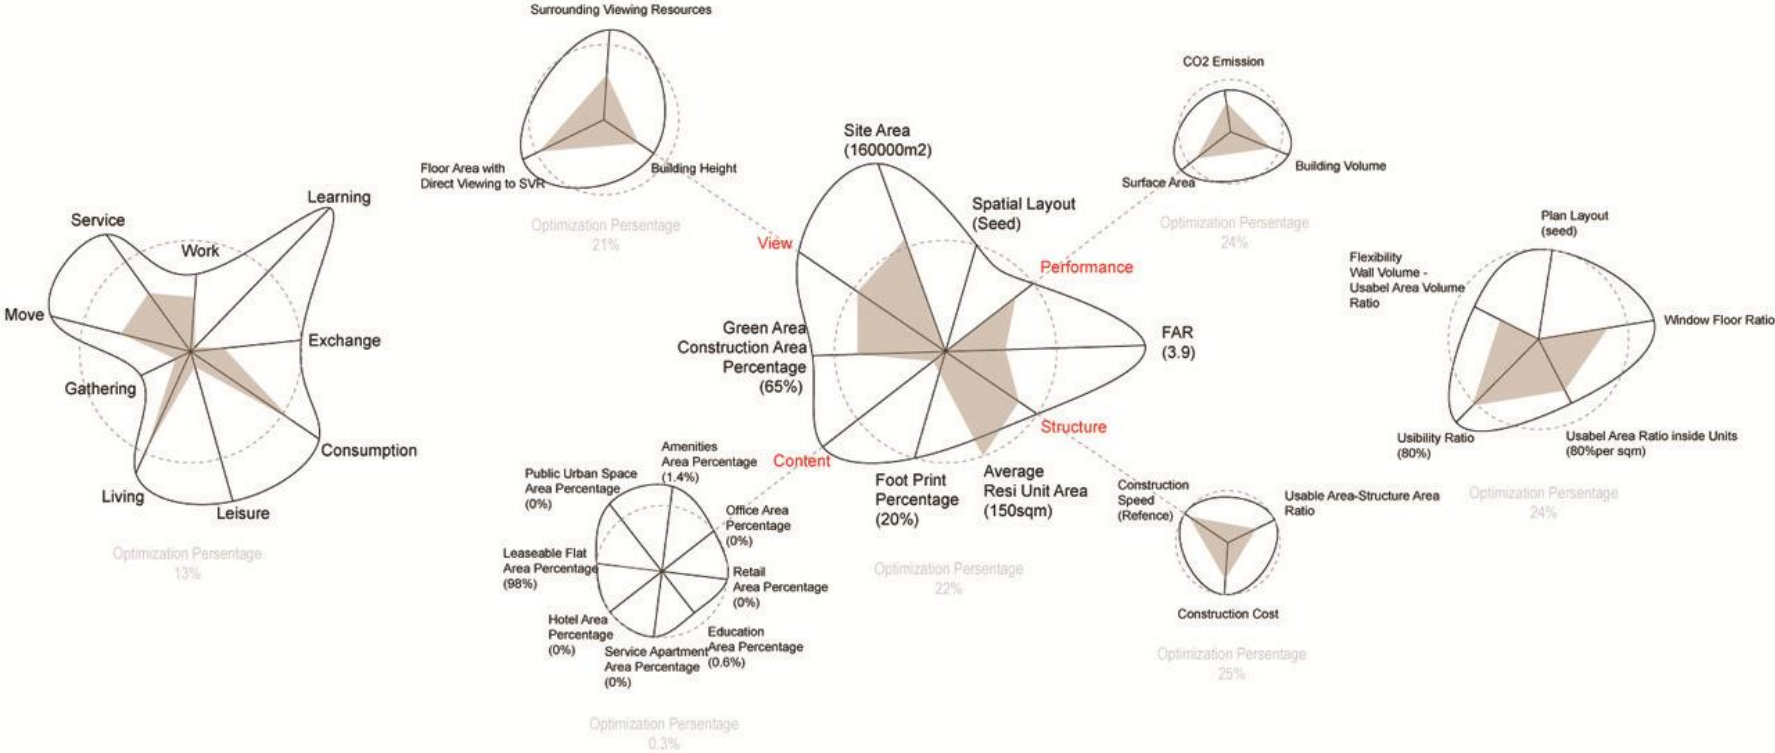 Learning
Service
Work
Move
Exchange
Gathering
Consumption
Living
Leisure
Optimization Persentage
13%
Surrounding Viewing Resources
Floor Area with
Direct Viewing to SVR
Building Height
Optimization Persentage
21%
View
Site Area
(160000m2)
Spatial Layout
(Seed)
Performance
FAR
(3.9)
Green Area
Construction Area
Percentage
(65%)
Structure
Content
Foot Print
Percentage
(20%)
Average
Resi Unit Area
(150sqm)
Optimization Persentage
22%
Amenities
Area Percentage
(1.4%)
Public Urban Space
Area Percentage
(0%)
Office Area
Percentage
(0%)
Leaseable Flat
Area Percentage
(98%)
Retail
Area Percentage
(0%)
Hotel Area
Percentage
(0%)
Service Apartment
Area Percentage
(0%)
Education
Area Percentage
(0.6%)
Optimization Persentage
0.3%
CO2 Emission
Building Volume
Surface Area
Optimization Persentage
24%
Construction
Speed
(Refence)
Usable Area-Structure Area
Ratio
Construction Cost
Optimization Persentage
25%
Plan Layout
(seed)
Flexibility
Wall Volume -
Usabel Area Volume
Ratio
Window Floor Ratio
Usibility Ratio
(80%)
Usabel Area Ratio inside Units
(80%per sqm)
Optimization Persentage
24%